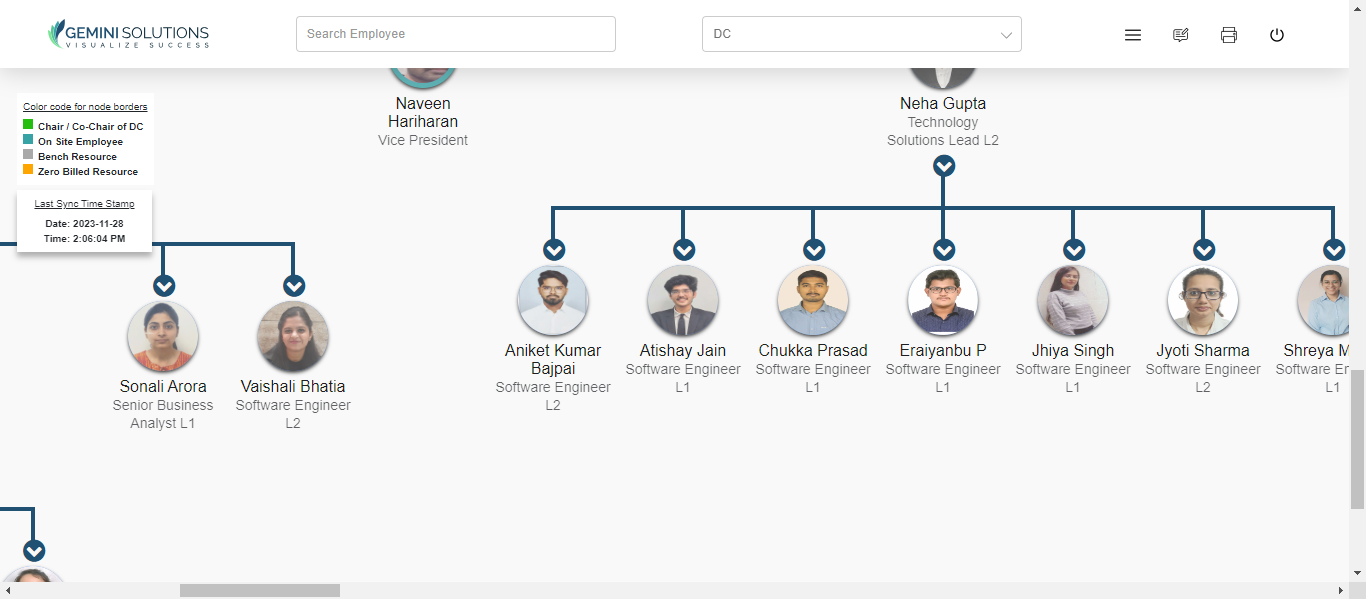 GEMINI SOLUTIONS
VISUALIZE SUCCESS
Search Employee
DC
Color code for node borders
Chair / Co-Chair of DC
On Site Employee
Bench Resource
Zero Billed Resource
Last Sync Time Stamp
Date: 2023-11-28
Time: 2:06:04 PM
Naveen
Hariharan
Vice President
Neha Gupta
Technology
Solutions Lead L2
Sonali Arora
Senior Business
Analyst L1
Vaishali Bhatia
Software Engineer
L2
Aniket Kumar
Bajpai
Software Engineer
L2
Atishay Jain
Software Engineer
L1
Chukka Prasad
Software Engineer
L1
Eraiyanbu P
Software Engineer
L1
Jhiya Singh
Software Engineer
L1
Jyoti Sharma
Software Engineer
L2
Shreya M
Software Er
L1